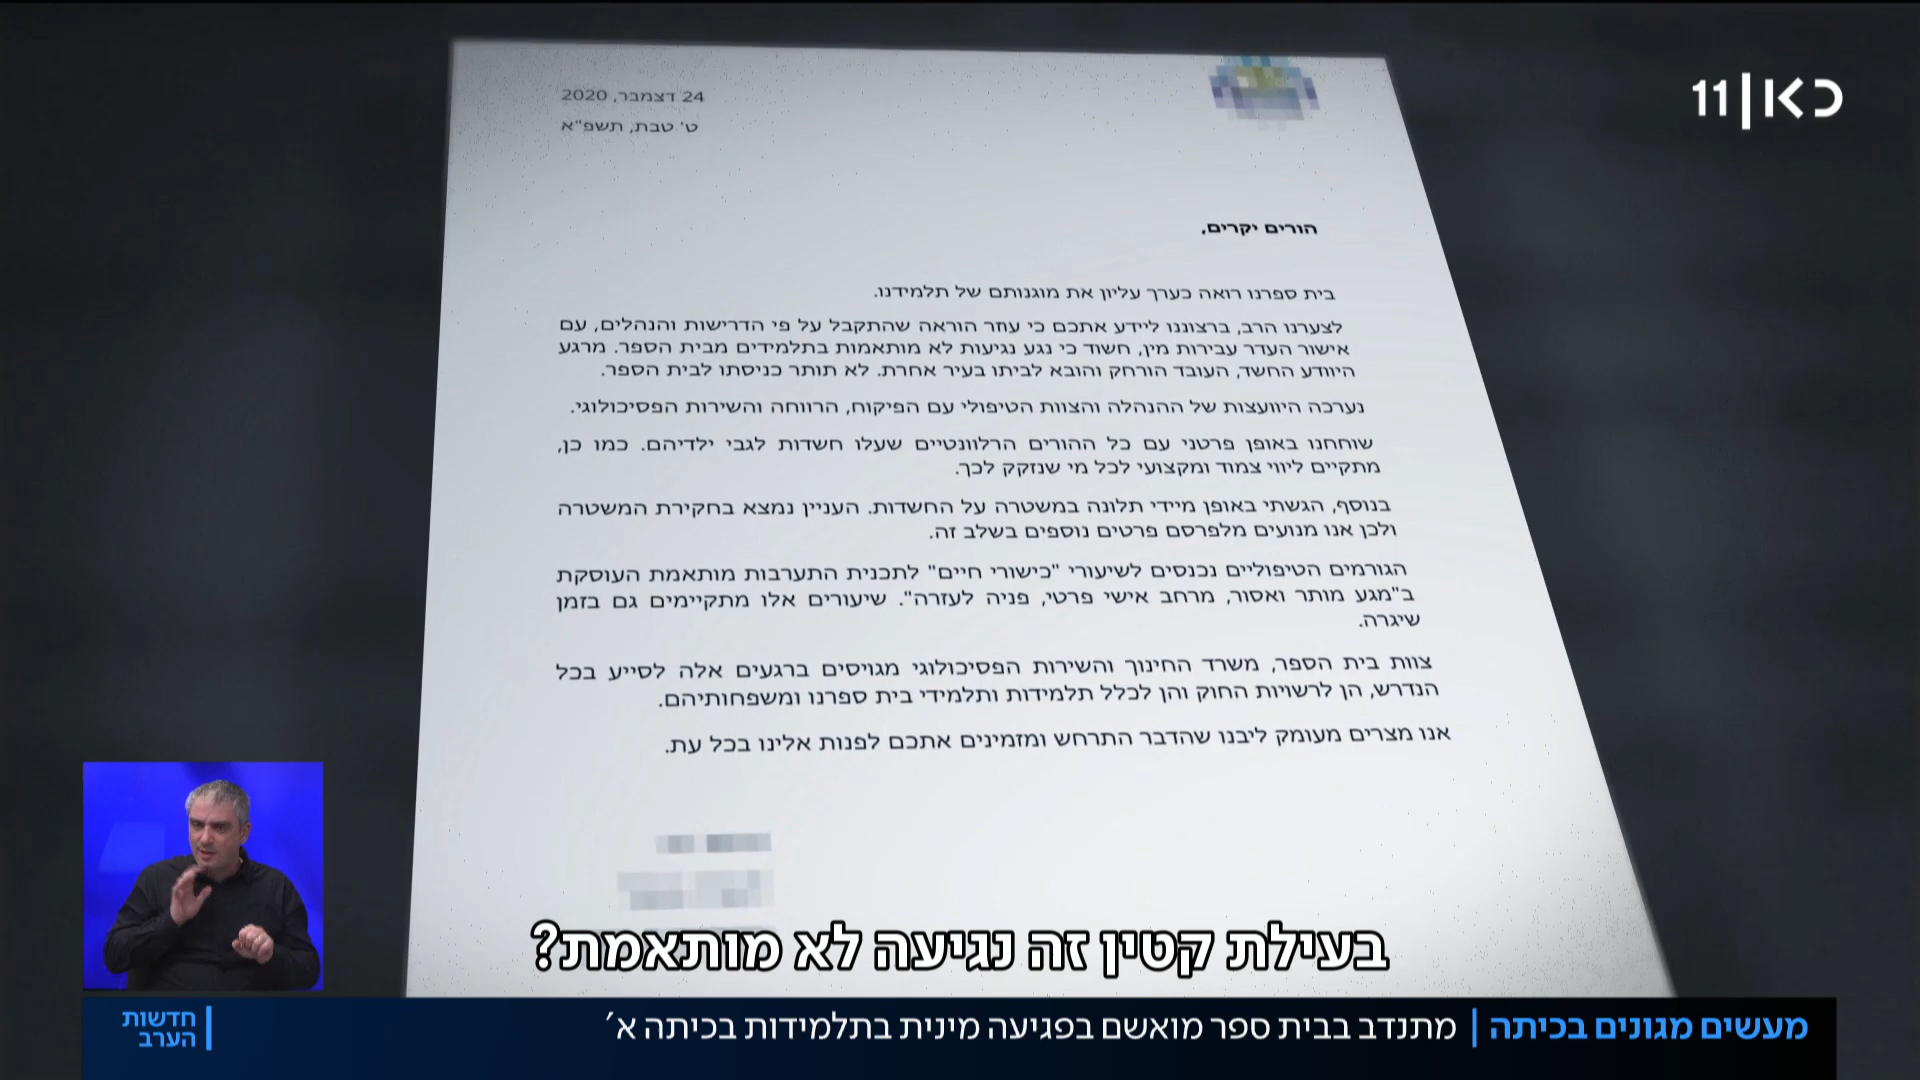 כאן 11
24 דצמבר, 2020
ט' טבת, תשפ"א
הורים יקרים,
בית ספרנו רואה כערך עליון את מוגנותם של תלמידנו.
לצערנו הרב, ברצוננו ליידע אתכם כי עוזר הוראה שהתקבל על פי הדרישות והנהלים, עם
אישור העדר עבירות מין, חשוד כי נגע נגיעות לא מותאמות בתלמידים מבית הספר. מרגע
היוודע החשד, העובד הורחק והובא לביתו בעיר אחרת. לא תותר כניסתו לבית הספר.
נערכה היוועצות של ההנהלה והצוות הטיפולי עם הפיקוח, הרווחה והשירות הפסיכולוגי.
שוחחנו באופן פרטני עם כל ההורים הרלוונטיים שעלו חשדות לגבי ילדיהם. כמו כן,
מתקיים ליווי צמוד ומקצועי לכל מי שנזקק לכך.
בנוסף, הגשתי באופן מיידי תלונה במשטרה על החשדות. העניין נמצא בחקירת המשטרה
ולכן אנו מנועים מלפרסם פרטים נוספים בשלב זה.
הגורמים הטיפוליים נכנסים לשיעורי "כישורי חיים" לתכנית התערבות מותאמת העוסקת
ב"מגע מותר ואסור, מרחב אישי פרטי, פניה לעזרה". שיעורים אלו מתקיימים גם בזמן
שיגרה.
צוות בית הספר, משרד החינוך והשירות הפסיכולוגי מגויסים ברגעים אלה לסייע בכל
הנדרש, הן לרשויות החוק והן לכלל תלמידות ותלמידי בית ספרנו ומשפחותיהם.
אנו מצרים מעומק ליבנו שהדבר התרחש ומזמינים אתכם לפנות אלינו בכל עת.
בעילת קטין זה נגיעה לא מותאמת?
מעשים מגונים בכיתה | מתנדב בבית ספר מואשם בפגיעה מינית בתלמידות בכיתה א׳
חדשות
הערב